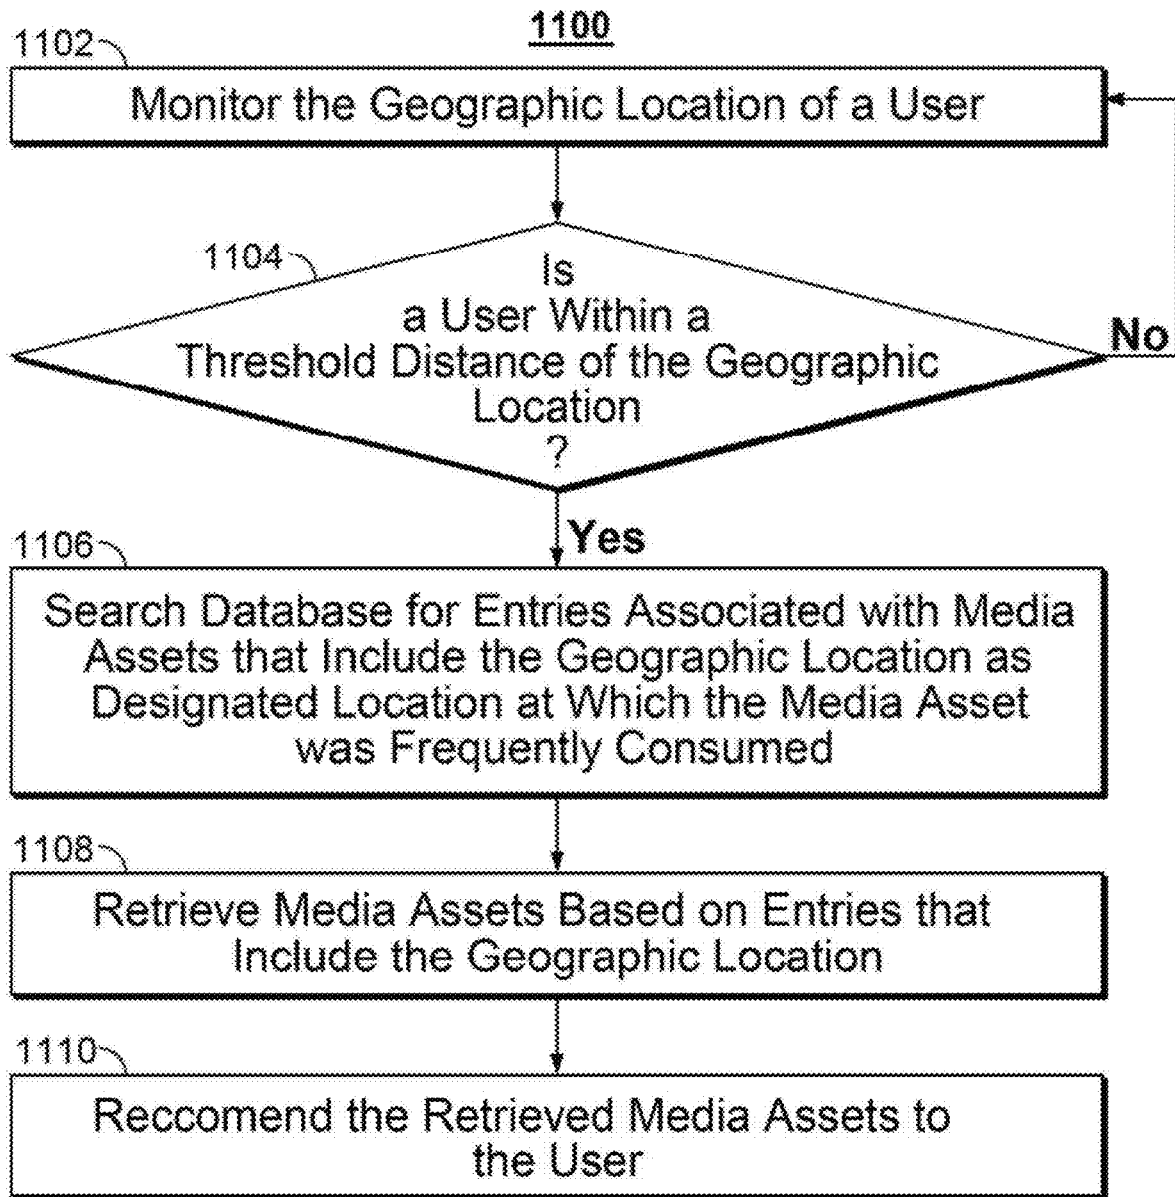 1100
1102
Monitor the Geographic Location of a User
1104
Is
a User Within a
Threshold Distance of the Geographic
Location
?
No
Yes
1106
Search Database for Entries Associated with Media
Assets that Include the Geographic Location as
Designated Location at Which the Media Asset
was Frequently Consumed
1108
Retrieve Media Assets Based on Entries that
Include the Geographic Location
1110
Reccomend the Retrieved Media Assets to
the User